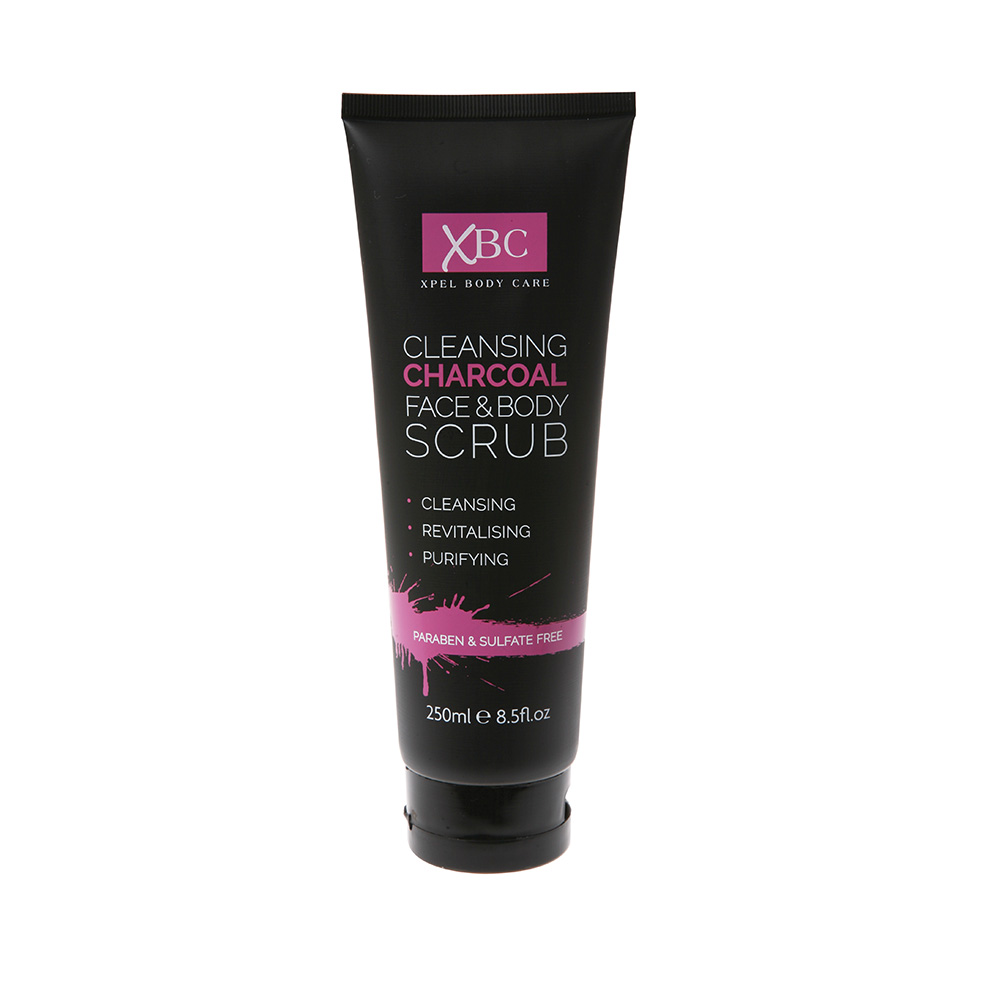 XBC
XPEL BODY CARE
CLEANSING
CHARCOAL
FACE & BODY
SCRUB
• CLEANSING
• REVITALISING
• PURIFYING
PARABEN & SULFATE FREE
250ml ℮ 8.5fl.oz